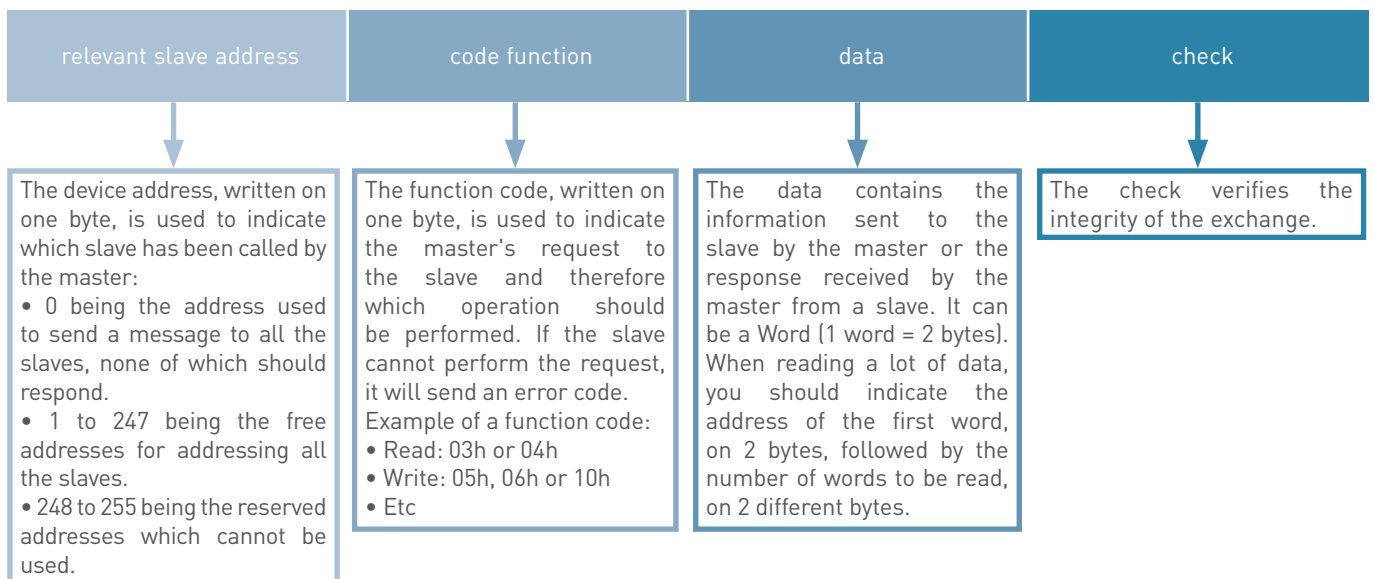 relevant slave address
code function
data
check
The device address, written on
one byte, is used to indicate
which slave has been called by
the master:
• 0 being the address used
to send a message to all the
slaves, none of which should
respond.
• 1 to 247 being the free
addresses for addressing all
the slaves.
• 248 to 255 being the reserved
addresses which cannot be
used.
The function code, written on
one byte, is used to indicate
the master's request to
the slave and therefore
which operation should
be performed. If the slave
cannot perform the request,
it will send an error code.
Example of a function code:
• Read: 03h or 04h
• Write: 05h, 06h or 10h
• Etc
The data contains the
information sent to the
slave by the master or the
response received by the
master from a slave. It can
be a Word (1 word = 2 bytes).
When reading a lot of data,
you should indicate the
address of the first word,
on 2 bytes, followed by the
number of words to be read,
on 2 different bytes.
The check verifies the
integrity of the exchange.